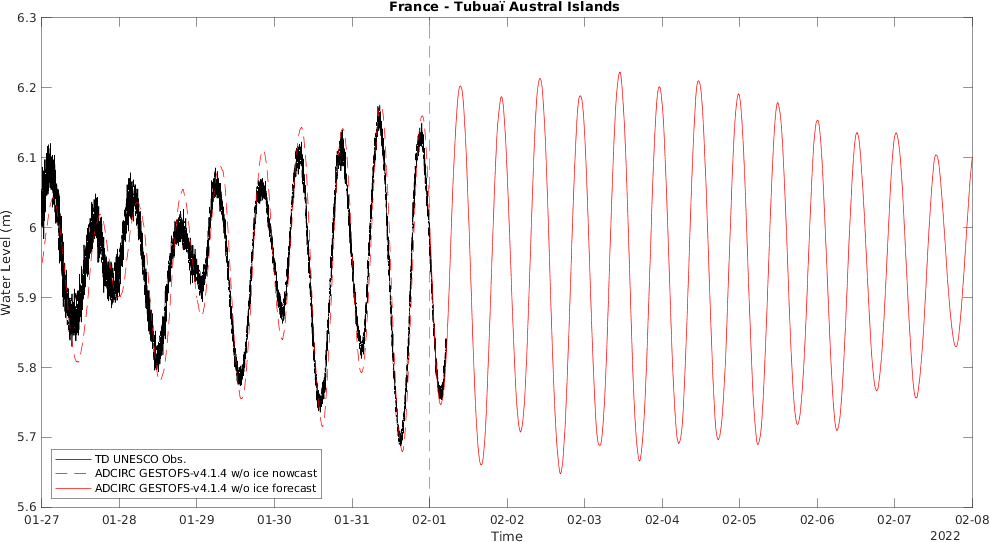 France - Tubuaï Austral Islands
Water Level (m)
6.3
6.2
6.1
6
5.9
5.8
5.7
5.6
TD UNESCO Obs.
ADCIRC GESTOFS-v4.1.4 w/o ice nowcast
ADCIRC GESTOFS-v4.1.4 w/o ice forecast
01-27 01-28 01-29 01-30 01-31 02-01 02-02 02-03 02-04 02-05 02-06 02-07 02-08
Time
2022